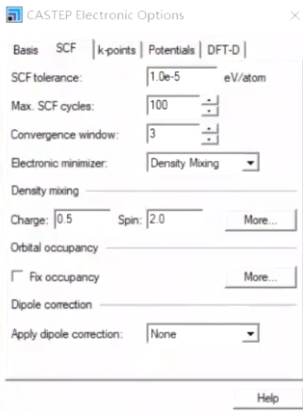 CASTEP Electronic Options
Basis SCF k-points Potentials DFT-D
SCF tolerance: 1.0e-5 eV/atom
Max. SCF cycles: 100
Convergence window: 3
Electronic minimizer: Density Mixing
Density mixing
Charge: 0.5 Spin: 2.0 More...
Orbital occupancy
Fix occupancy More...
Dipole correction
Apply dipole correction: None
Help